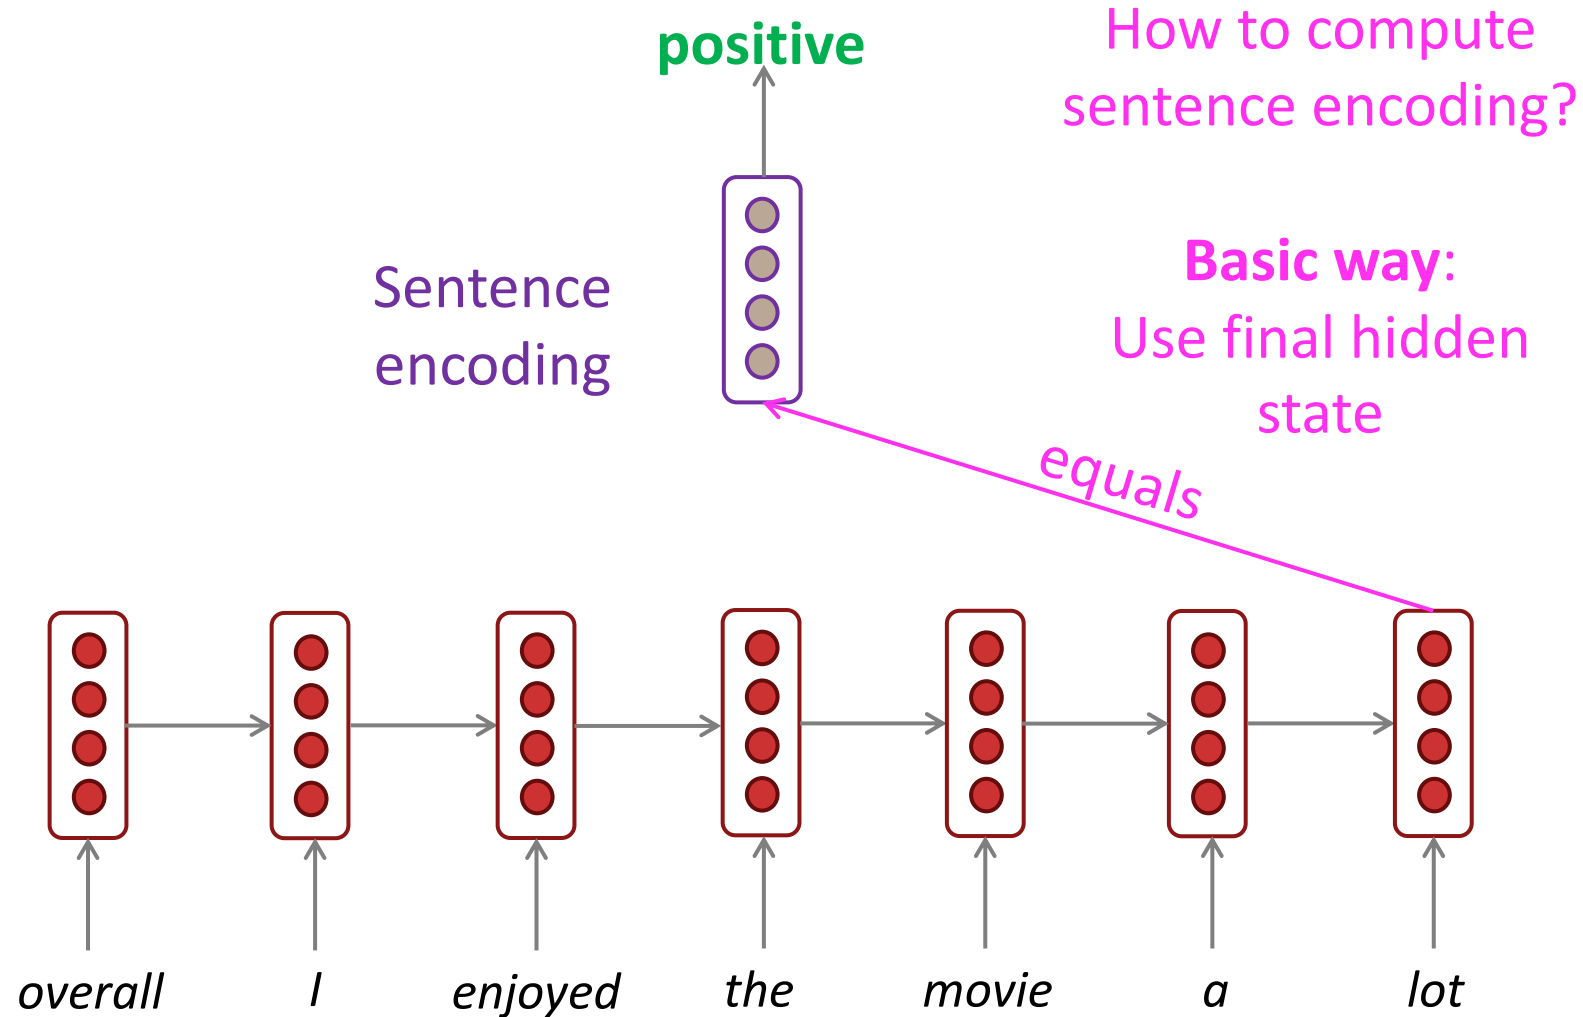 positive
How to compute
sentence encoding?
Sentence
encoding
Basic way:
Use final hidden
state
equals
overall I enjoyed the movie a lot